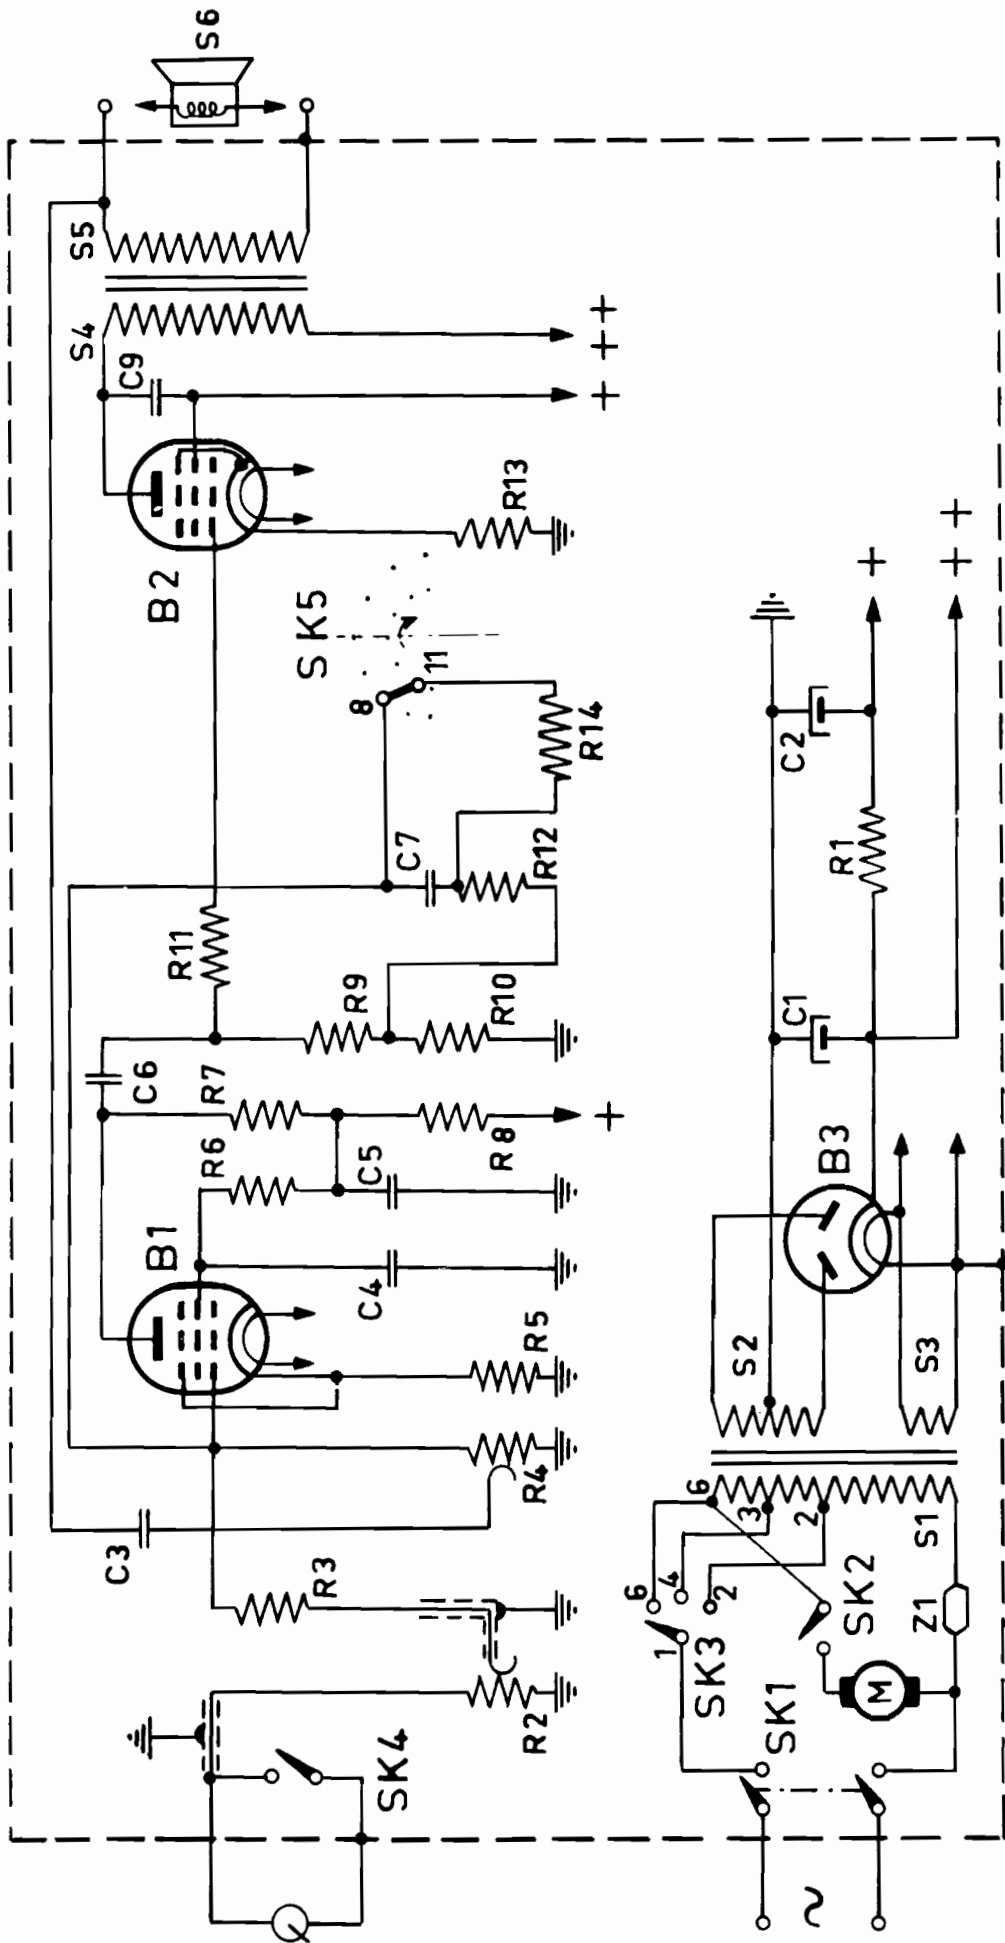 S6
S5
S4
C9
+ +
+
B2
R13
SK5
8
11
R14
C7
R12
R11
R9
R10
C6
R7
R6
R8
+
C5
B1
C4
R5
R4
C3
R3
R2
SK4
C2
+
+ +
R1
C1
B3
S2
S3
6
3
2
S1
6
4
2
1
SK3
SK2
Z1
SK1
M
~